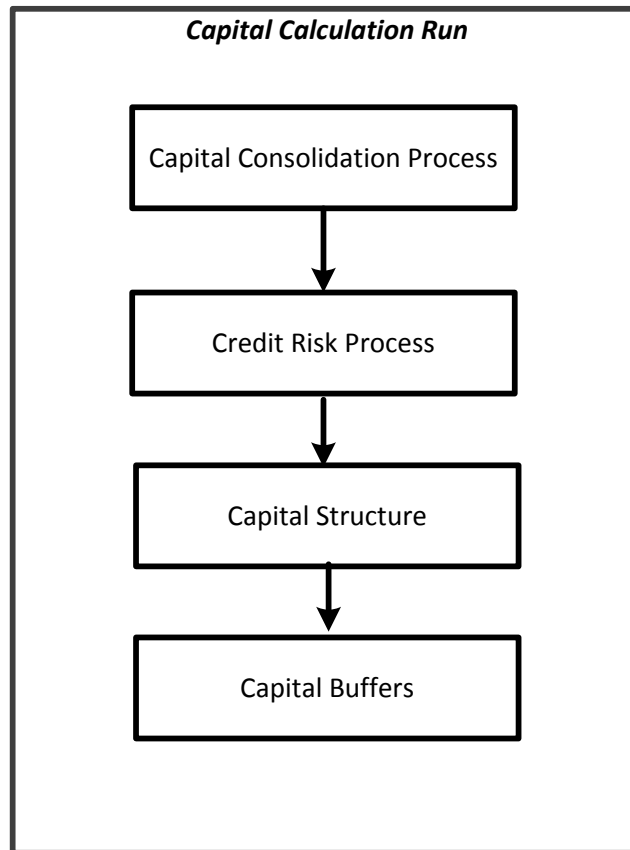 Capital Calculation Run
Capital Consolidation Process
Credit Risk Process
Capital Structure
Capital Buffers